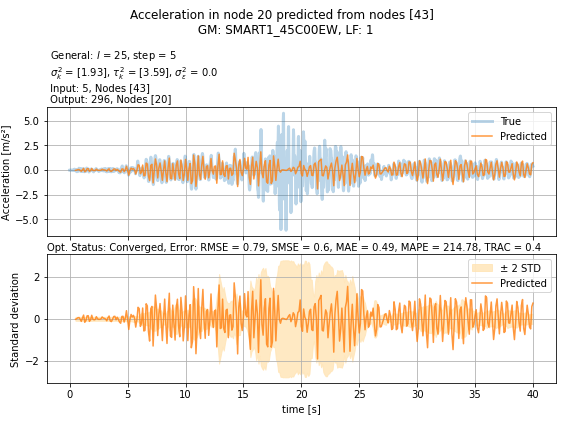 Acceleration in node 20 predicted from nodes [43]
GM: SMART1_45C00EW, LF: 1
General: l = 25, step = 5
σ²ₖ = [1.93], τ²ₖ = [3.59], σ²ε = 0.0
Input: 5, Nodes [43]
Output: 296, Nodes [20]
5.0
2.5
0.0
−2.5
−5.0
Acceleration [m/s²]
True
Predicted
Opt. Status: Converged, Error: RMSE = 0.79, SMSE = 0.6, MAE = 0.49, MAPE = 214.78, TRAC = 0.4
2
0
−2
Standard deviation
± 2 STD
Predicted
0 5 10 15 20 25 30 35 40
time [s]